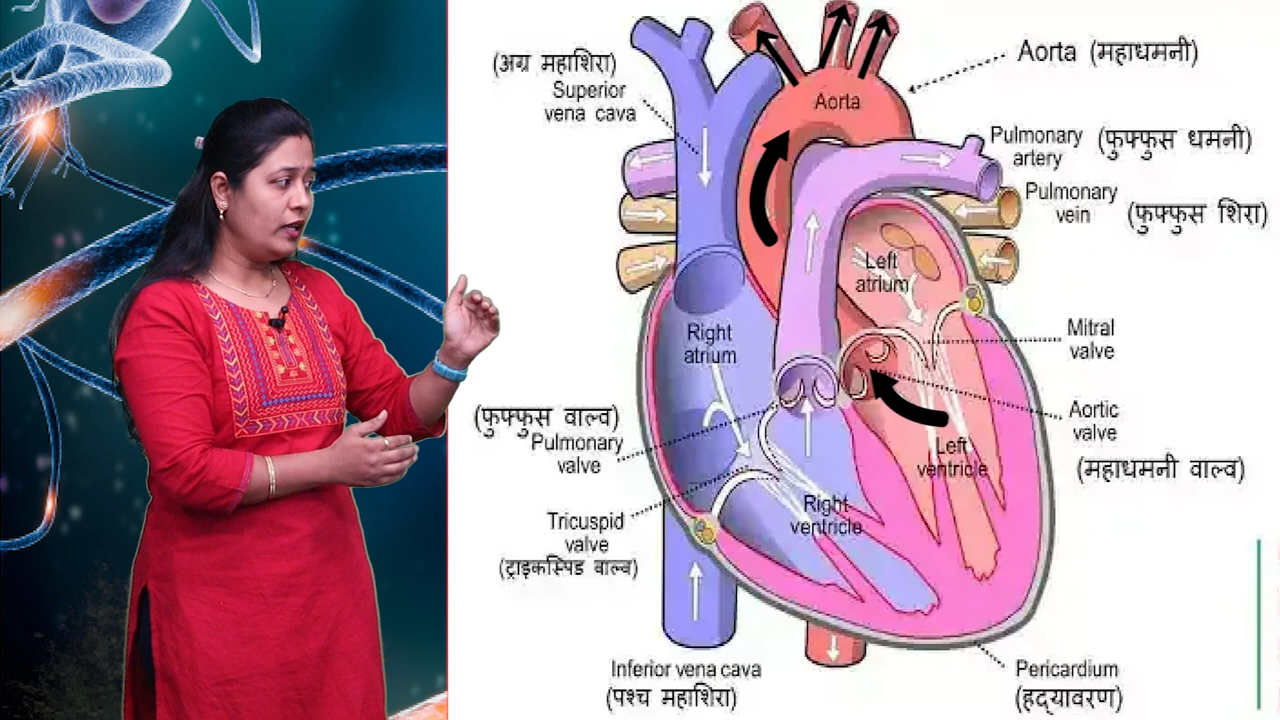 (अग्र महाशिरा)
Superior
vena cava
Aorta (महाधमनी)
Aorta
Pulmonary
artery
(फुफ्फुस धमनी)
Pulmonary
vein
(फुफ्फुस शिरा)
Left
atrium
Right
atrium
Mitral
valve
(फुफ्फुस वाल्व)
Pulmonary
valve
Aortic
valve
(महाधमनी वाल्व)
Left
ventricle
Right
ventricle
Tricuspid
valve
(ट्राइकस्पिड वाल्व)
Inferior vena cava
(पश्च महाशिरा)
Pericardium
(हृदयावरण)